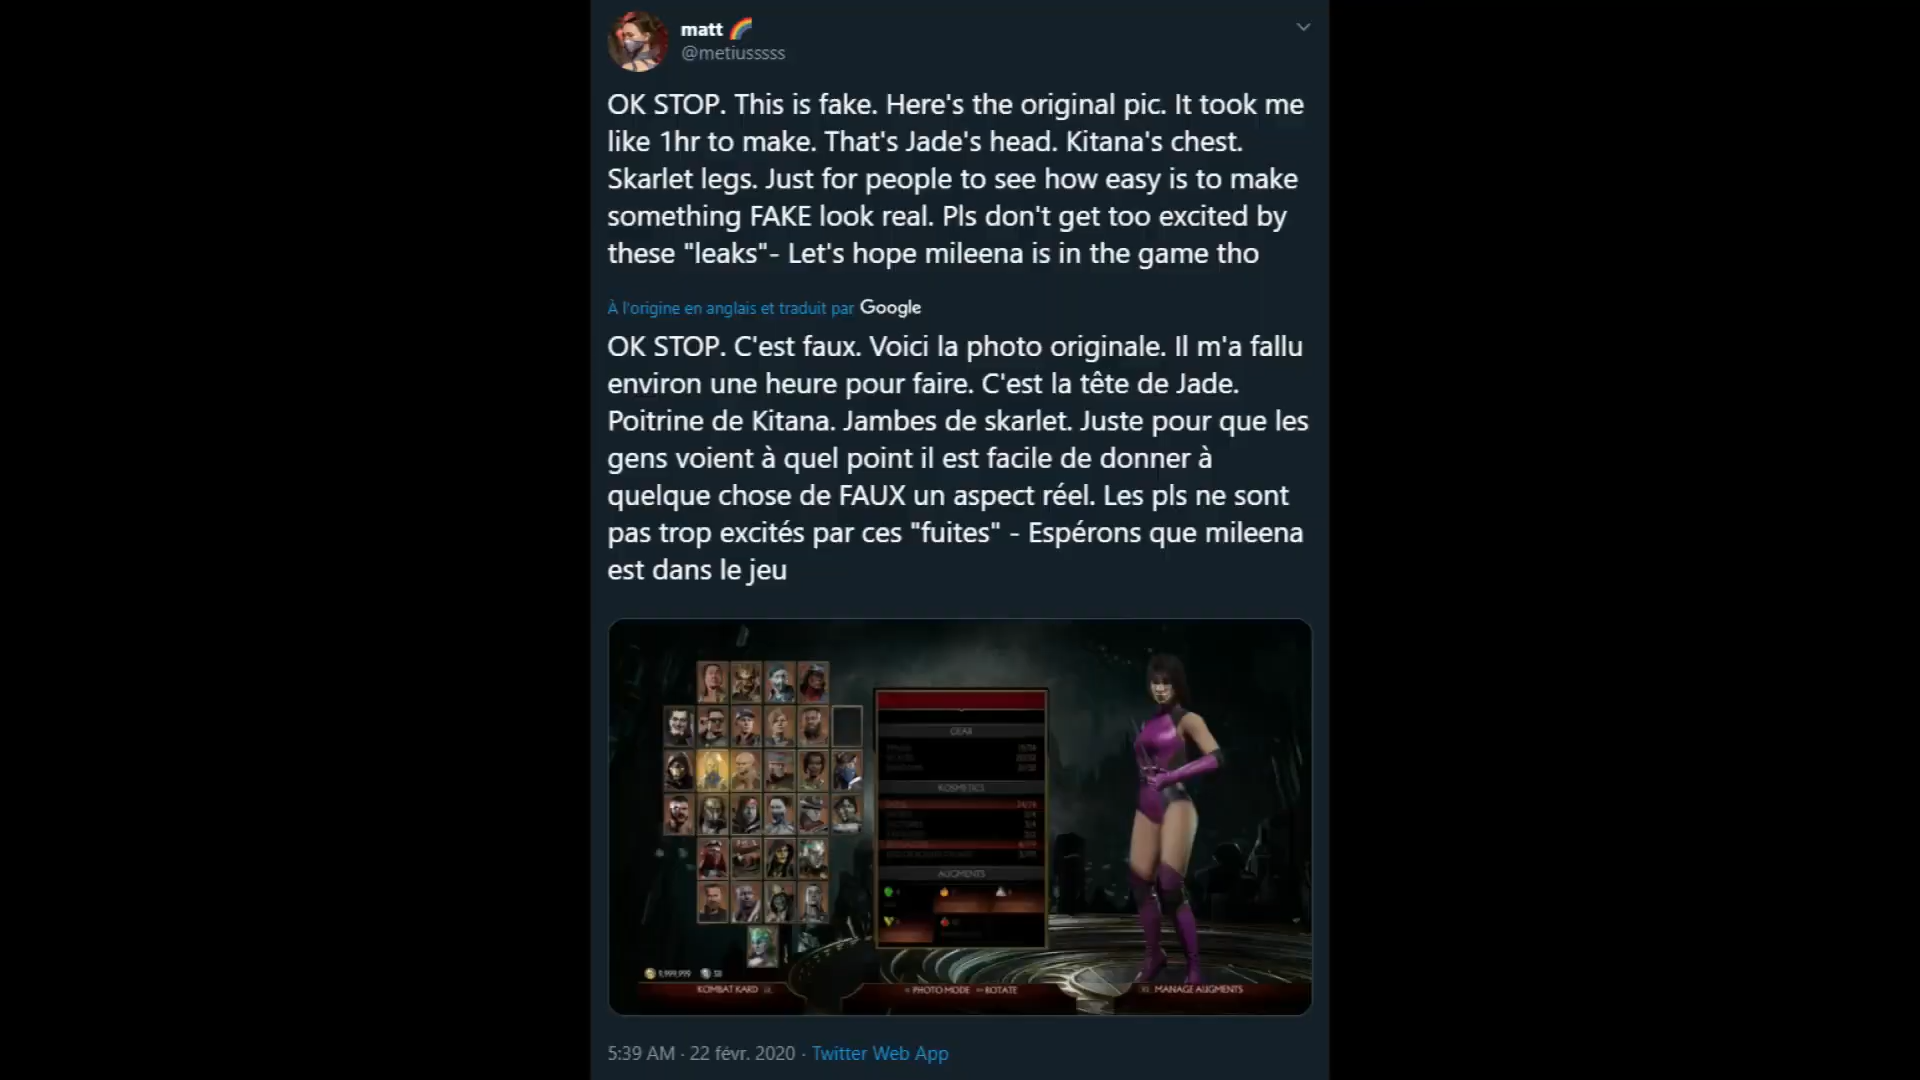 matt
@metiusssss
OK STOP. This is fake. Here's the original pic. It took me
like 1hr to make. That's Jade's head. Kitana's chest.
Skarlet legs. Just for people to see how easy is to make
something FAKE look real. Pls don't get too excited by
these "leaks"- Let's hope mileena is in the game tho
À l'origine en anglais et traduit par Google
OK STOP. C'est faux. Voici la photo originale. Il m'a fallu
environ une heure pour faire. C'est la tête de Jade.
Poitrine de Kitana. Jambes de skarlet. Juste pour que les
gens voient à quel point il est facile de donner à
quelque chose de FAUX un aspect réel. Les pls ne sont
pas trop excités par ces "fuites" - Espérons que mileena
est dans le jeu
GEAR
KOSMETICS
AUGMENTS
KOMBAT KARD
PHOTO MODE ROTATE
MANAGE AUGMENTS
5:39 AM · 22 févr. 2020 · Twitter Web App